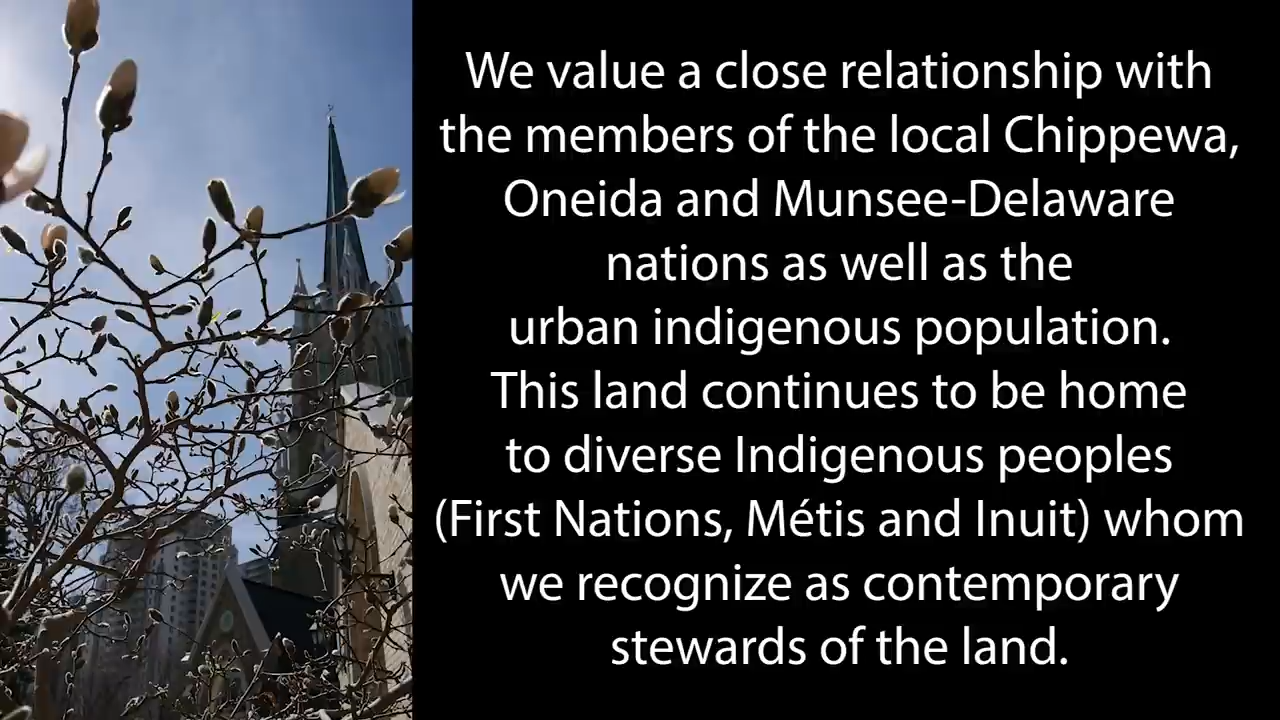 We value a close relationship with
the members of the local Chippewa,
Oneida and Munsee-Delaware
nations as well as the
urban indigenous population.
This land continues to be home
to diverse Indigenous peoples
(First Nations, Métis and Inuit) whom
we recognize as contemporary
stewards of the land.